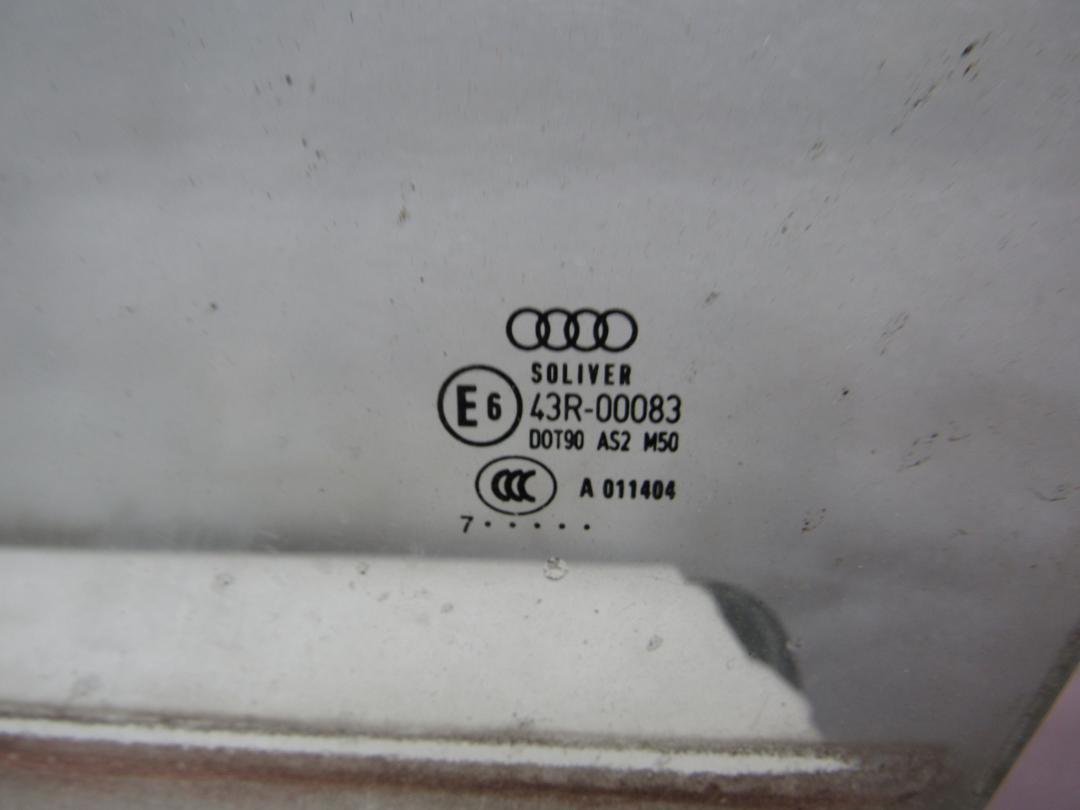 SOLIVER
E6 43R-00083
DOT90 AS2 M50
CCC A 011404
7 · · · · ·